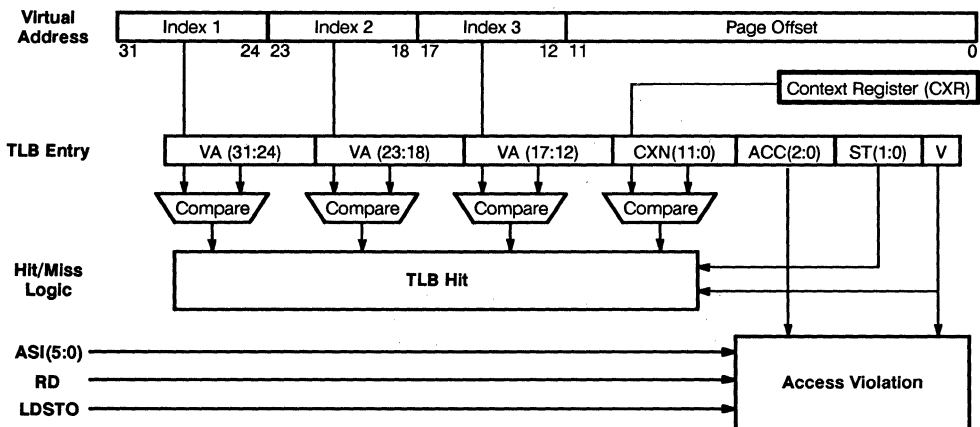 Virtual
Address
Index 1 Index 2 Index 3 Page Offset
31 24 23 18 17 12 11 0
Context Register (CXR)
TLB Entry
VA (31:24) VA (23:18) VA (17:12) CXN(11:0) ACC(2:0) ST(1:0) V
Compare Compare Compare Compare
Hit/Miss
Logic
TLB Hit
ASI(5:0)
RD
LDSTO
Access Violation